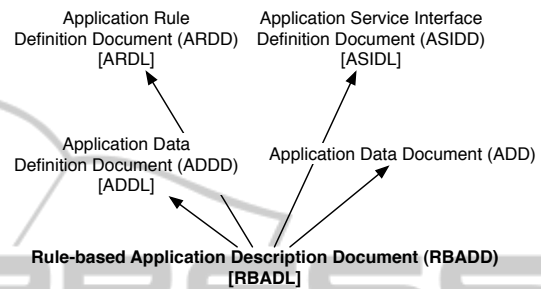 Application Rule
Definition Document (ARDD)
[ARDL]
Application Service Interface
Definition Document (ASIDD)
[ASIDL]
Application Data
Definition Document (ADDD)
[ADDL]
Application Data Document (ADD)
Rule-based Application Description Document (RBADD)
[RBADL]